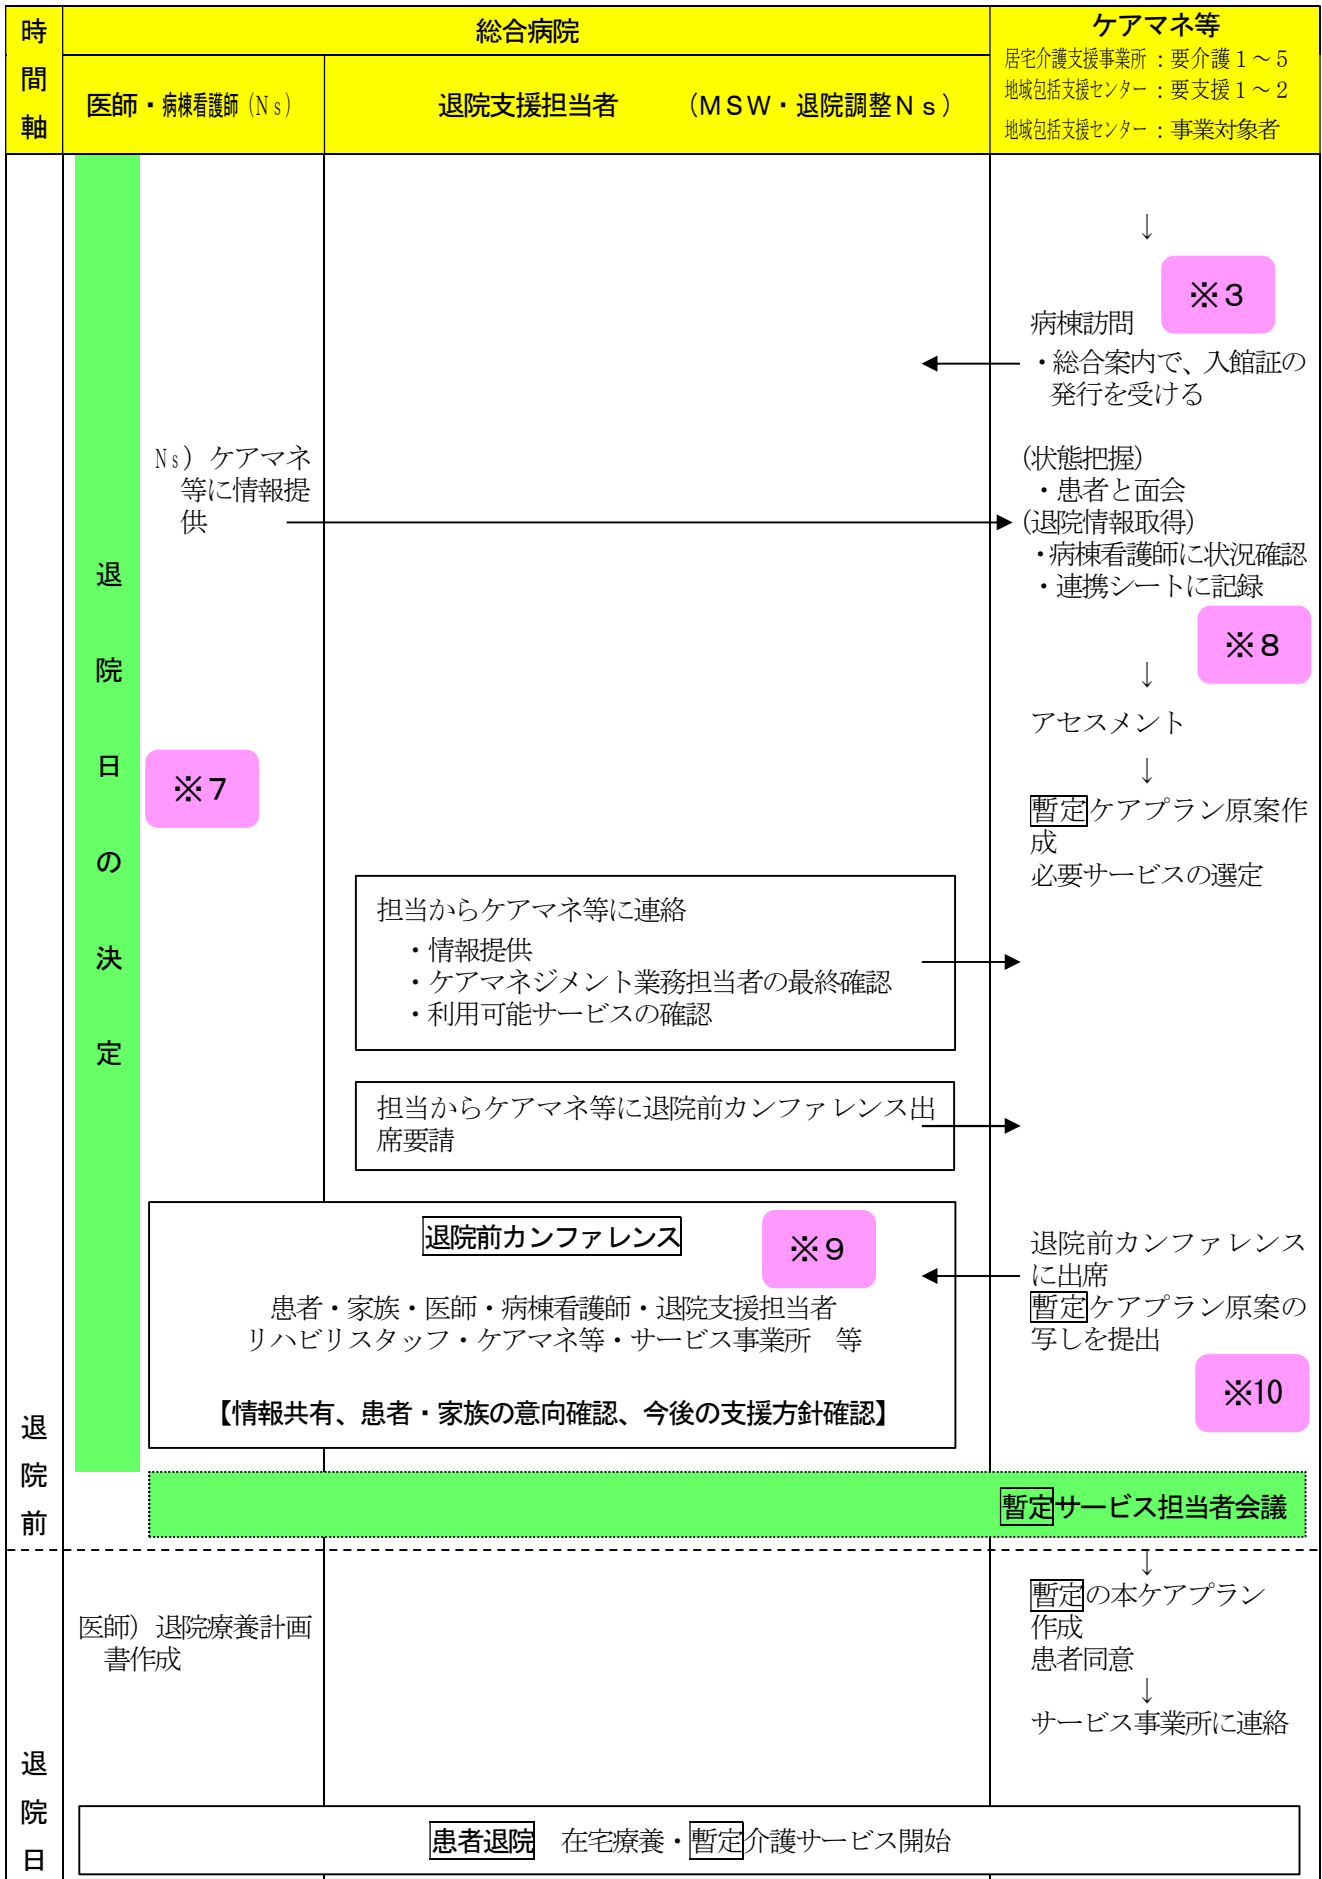 時間軸
総合病院
医師・病棟看護師(Ns)
退院支援担当者　　（MSW・退院調整Ns）
ケアマネ等
居宅介護支援事業所：要介護１～５
地域包括支援センター：要支援１～２
地域包括支援センター：事業対象者
退院日の決定
↓
※３
病棟訪問
・総合案内で、入館証の
発行を受ける
Ns）ケアマネ
等に情報提
供
(状態把握)
・患者と面会
(退院情報取得)
・病棟看護師に状況確認
・連携シートに記録
※８
↓
アセスメント
※７
↓
暫定ケアプラン原案作
成
必要サービスの選定
担当からケアマネ等に連絡
・情報提供
・ケアマネジメント業務担当者の最終確認
・利用可能サービスの確認
担当からケアマネ等に退院前カンファレンス出
席要請
退院前カンファレンス
※９
患者・家族・医師・病棟看護師・退院支援担当者
リハビリスタッフ・ケアマネ等・サービス事業所　等
【情報共有、患者・家族の意向確認、今後の支援方針確認】
退院前カンファレンス
に出席
暫定ケアプラン原案の
写しを提出
※10
退院前
暫定サービス担当者会議
医師）退院療養計画
書作成
↓
暫定の本ケアプラン
作成
患者同意
↓
サービス事業所に連絡
退院日
患者退院　在宅療養・暫定介護サービス開始